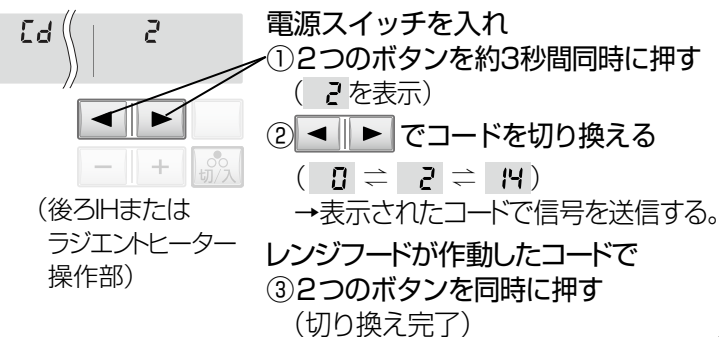 Cd 2
電源スイッチを入れ
①2つのボタンを約3秒間同時に押す
( 2 を表示)
②◀ ▶ でコードを切り換える
( 0 ⇌ 2 ⇌ 14 )
→表示されたコードで信号を送信する。
レンジフードが作動したコードで
③2つのボタンを同時に押す
(切り換え完了)
◀ ▶
− + 切/入
(後ろIHまたは
ラジエントヒーター
操作部)